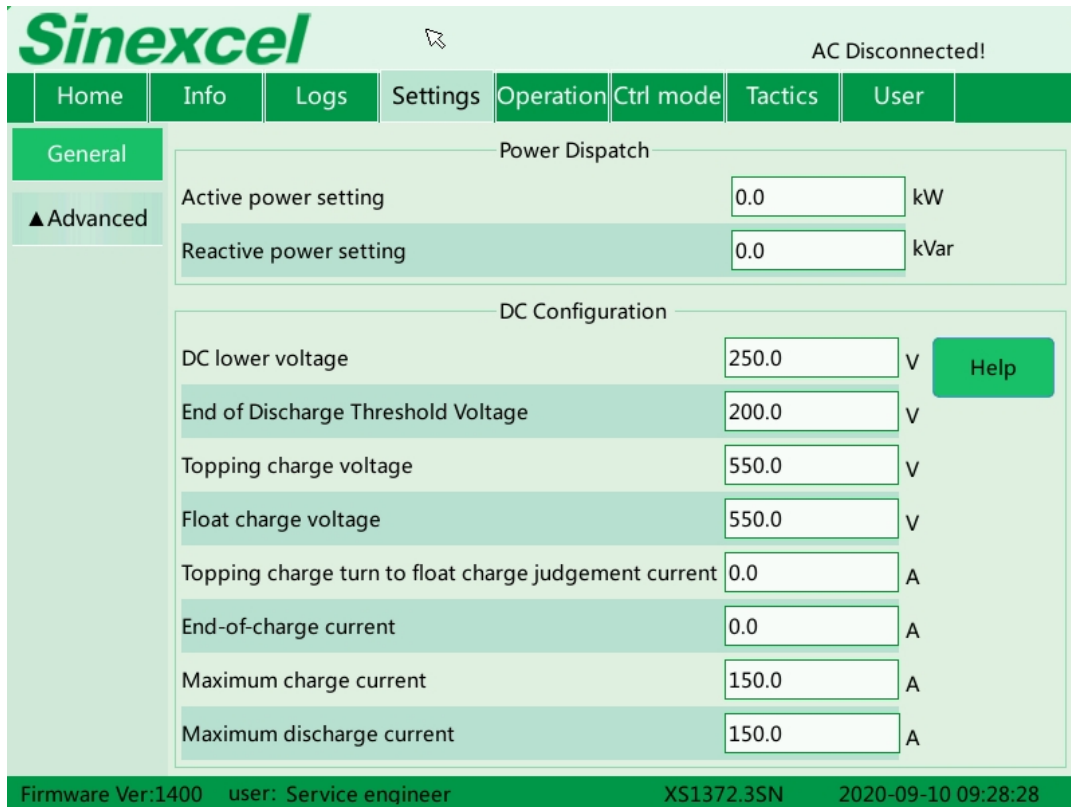 Sinexcel
AC Disconnected!
Home Info Logs Settings Operation Ctrl mode Tactics User
General
▲Advanced
Power Dispatch
Active power setting 0.0 kW
Reactive power setting 0.0 kVar
DC Configuration
DC lower voltage 250.0 V
Help
End of Discharge Threshold Voltage 200.0 V
Topping charge voltage 550.0 V
Float charge voltage 550.0 V
Topping charge turn to float charge judgement current 0.0 A
End-of-charge current 0.0 A
Maximum charge current 150.0 A
Maximum discharge current 150.0 A
Firmware Ver:1400 user: Service engineer XS1372.3SN 2020-09-10 09:28:28